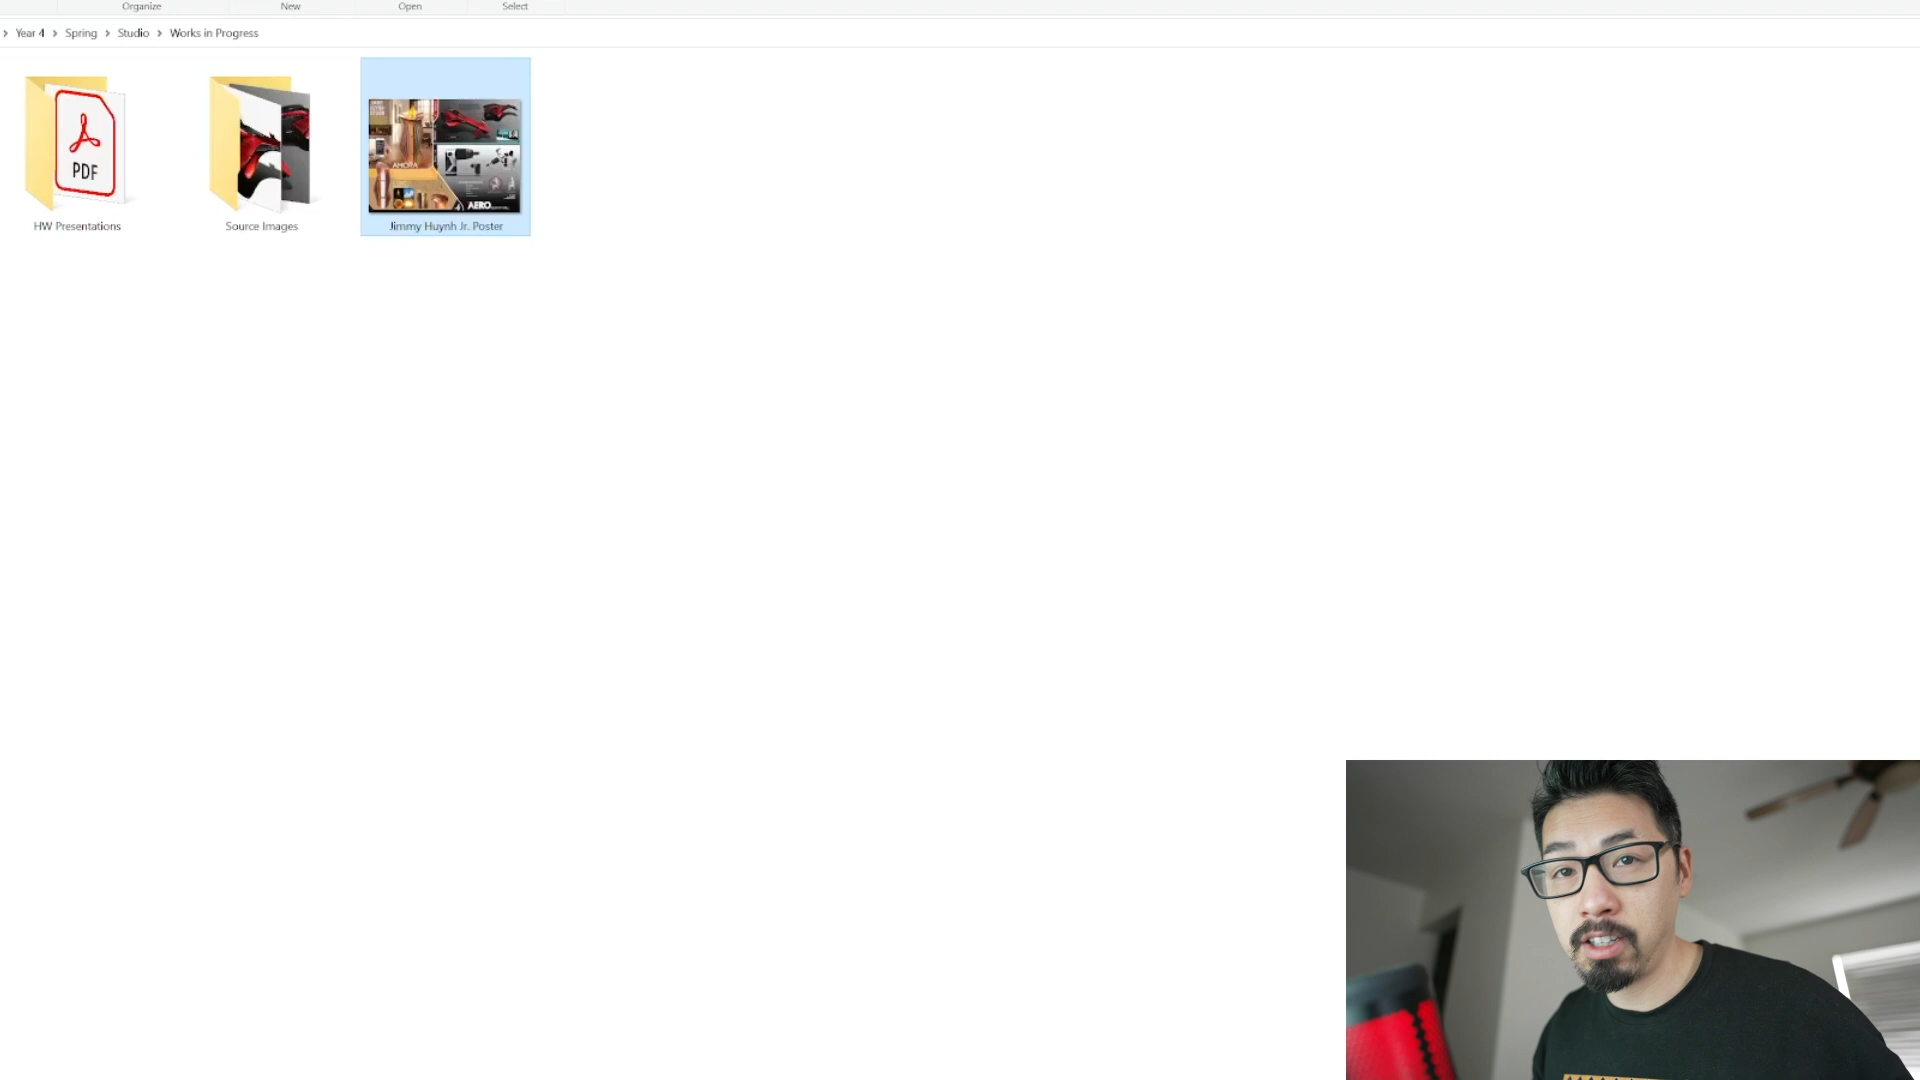 Organize New Open Select
Year 4 Spring Studio Works in Progress
PDF
AMORA
AERO
HW Presentations Source Images Jimmy Huynh Jr. Poster